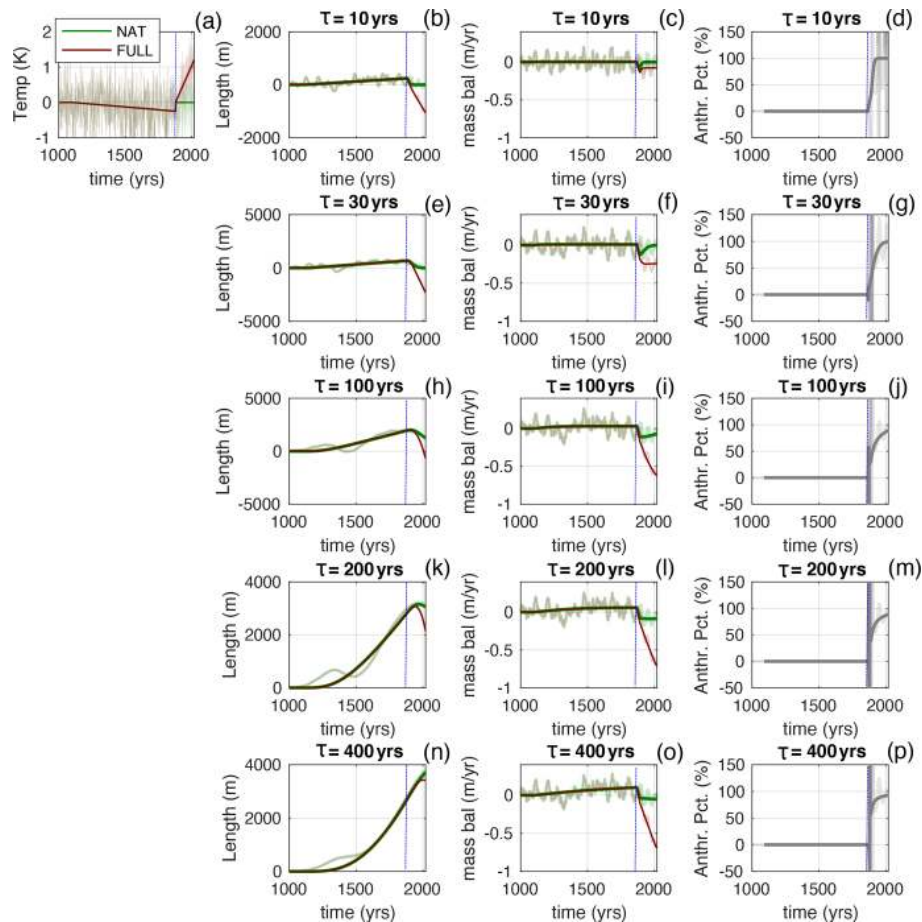 (a)
NAT
FULL
Temp (K)
1
0
-1
1000 1500 2000
time (yrs)
τ = 10 yrs (b)
Length (m)
2000
0
-2000
1000 1500 2000
time (yrs)
τ = 10 yrs (c)
mass bal (m/yr)
0
-0.5
-1
1000 1500 2000
time (yrs)
τ = 10 yrs (d)
Anthr. Pct. (%)
150
100
50
0
-50
1000 1500 2000
time (yrs)
τ = 30 yrs (e)
Length (m)
5000
0
-5000
1000 1500 2000
time (yrs)
τ = 30 yrs (f)
mass bal (m/yr)
0
-0.5
-1
1000 1500 2000
time (yrs)
τ = 30 yrs (g)
Anthr. Pct. (%)
150
100
50
0
-50
1000 1500 2000
time (yrs)
τ = 100 yrs (h)
Length (m)
5000
0
-5000
1000 1500 2000
time (yrs)
τ = 100 yrs (i)
mass bal (m/yr)
0
-0.5
-1
1000 1500 2000
time (yrs)
τ = 100 yrs (j)
Anthr. Pct. (%)
150
100
50
0
-50
1000 1500 2000
time (yrs)
τ = 200 yrs (k)
Length (m)
4000
2000
0
1000 1500 2000
time (yrs)
τ = 200 yrs (l)
mass bal (m/yr)
0
-0.5
-1
1000 1500 2000
time (yrs)
τ = 200 yrs (m)
Anthr. Pct. (%)
150
100
50
0
-50
1000 1500 2000
time (yrs)
τ = 400 yrs (n)
Length (m)
4000
2000
0
1000 1500 2000
time (yrs)
τ = 400 yrs (o)
mass bal (m/yr)
0
-0.5
-1
1000 1500 2000
time (yrs)
τ = 400 yrs (p)
Anthr. Pct. (%)
150
100
50
0
-50
1000 1500 2000
time (yrs)